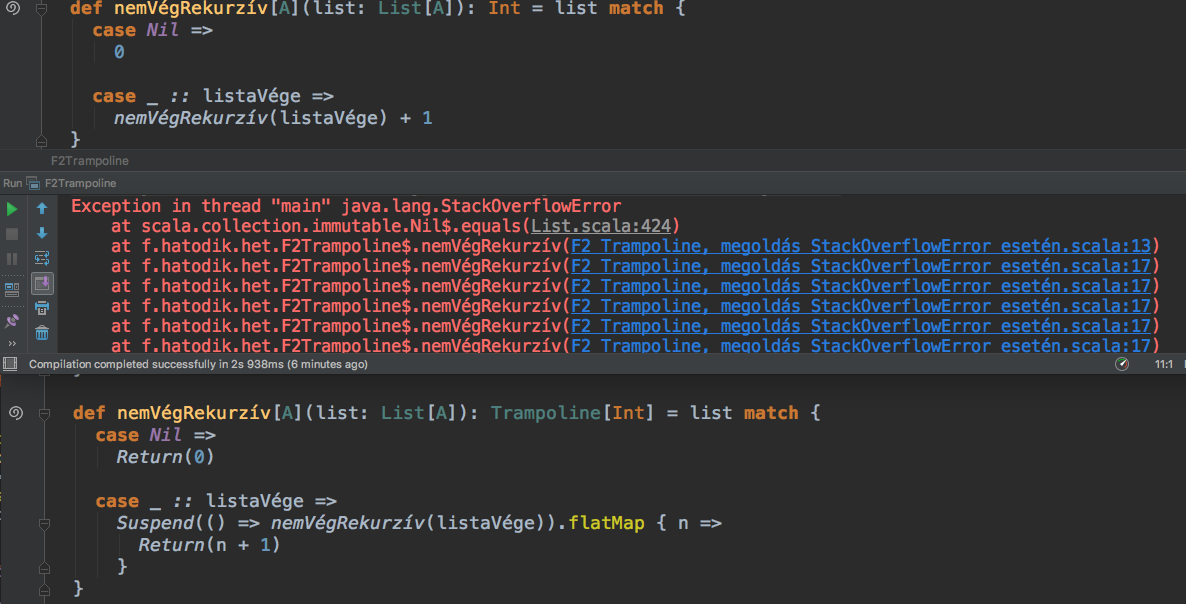 def nemVégRekurzív[A](list: List[A]): Int = list match {
case Nil =>
0
case _ :: listaVége =>
nemVégRekurzív(listaVége) + 1
}
F2Trampoline
Run F2Trampoline
Exception in thread "main" java.lang.StackOverflowError
at scala.collection.immutable.Nil$.equals(List.scala:424)
at f.hatodik.het.F2Trampoline$.nemVégRekurzív(F2 Trampoline, megoldás StackOverflowError esetén.scala:13)
at f.hatodik.het.F2Trampoline$.nemVégRekurzív(F2 Trampoline, megoldás StackOverflowError esetén.scala:17)
at f.hatodik.het.F2Trampoline$.nemVégRekurzív(F2 Trampoline, megoldás StackOverflowError esetén.scala:17)
at f.hatodik.het.F2Trampoline$.nemVégRekurzív(F2 Trampoline, megoldás StackOverflowError esetén.scala:17)
at f.hatodik.het.F2Trampoline$.nemVégRekurzív(F2 Trampoline, megoldás StackOverflowError esetén.scala:17)
at f.hatodik.het.F2Trampoline$.nemVégRekurzív(F2 Trampoline, megoldás StackOverflowError esetén.scala:17)
Compilation completed successfully in 2s 938ms (6 minutes ago) 11:1
def nemVégRekurzív[A](list: List[A]): Trampoline[Int] = list match {
case Nil =>
Return(0)
case _ :: listaVége =>
Suspend(() => nemVégRekurzív(listaVége)).flatMap { n =>
Return(n + 1)
}
}